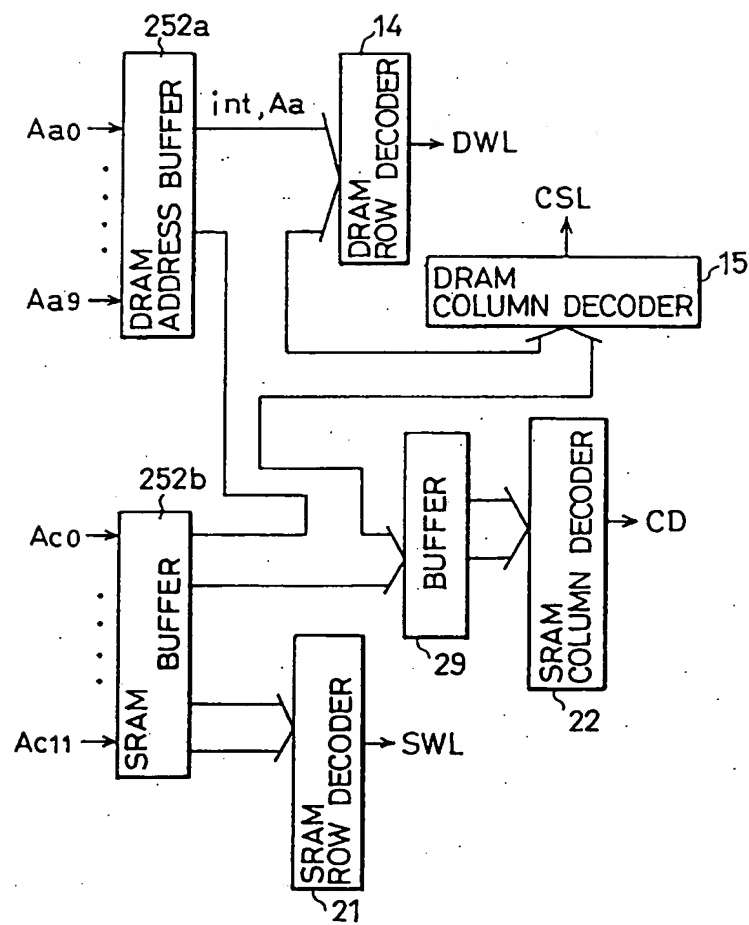 252a
14
Aa0
int, Aa
DRAM
ADDRESS BUFFER
DRAM
ROW DECODER
DWL
CSL
15
DRAM
COLUMN DECODER
Aa9
252b
Ac0
SRAM
BUFFER
BUFFER
29
SRAM
COLUMN DECODER
CD
22
Ac11
SRAM
ROW DECODER
SWL
21